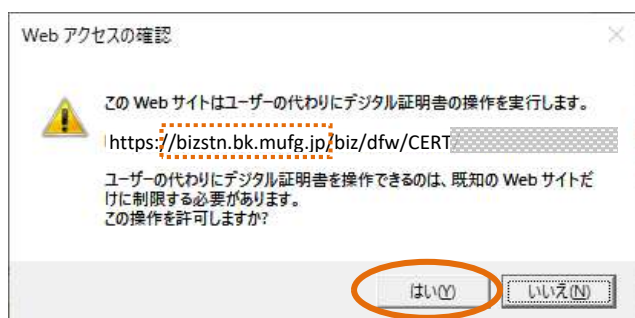 Web アクセスの確認
この Web サイトはユーザーの代わりにデジタル証明書の操作を実行します。
https://bizstn.bk.mufg.jp/biz/dfw/CERT
ユーザーの代わりにデジタル証明書を操作できるのは、既知の Web サイトだ
けに制限する必要があります。
この操作を許可しますか?
はい(Y)
いいえ(N)